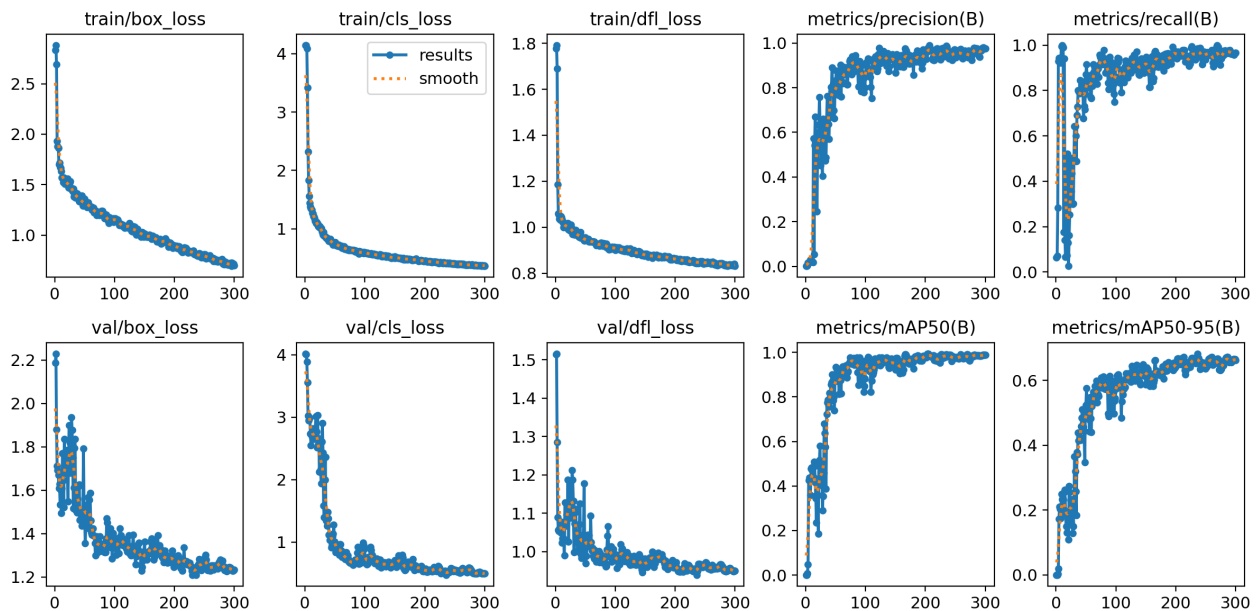 train/box_loss
train/cls_loss
train/dfl_loss
metrics/precision(B)
metrics/recall(B)
2.5
2.0
1.5
1.0
0 100 200 300
4
3
2
1
results
smooth
0 100 200 300
1.8
1.6
1.4
1.2
1.0
0.8
0 100 200 300
1.0
0.8
0.6
0.4
0.2
0.0
0 100 200 300
1.0
0.8
0.6
0.4
0.2
0.0
0 100 200 300
val/box_loss
val/cls_loss
val/dfl_loss
metrics/mAP50(B)
metrics/mAP50-95(B)
2.2
2.0
1.8
1.6
1.4
1.2
0 100 200 300
4
3
2
1
0 100 200 300
1.5
1.4
1.3
1.2
1.1
1.0
0 100 200 300
1.0
0.8
0.6
0.4
0.2
0.0
0 100 200 300
0.6
0.4
0.2
0.0
0 100 200 300